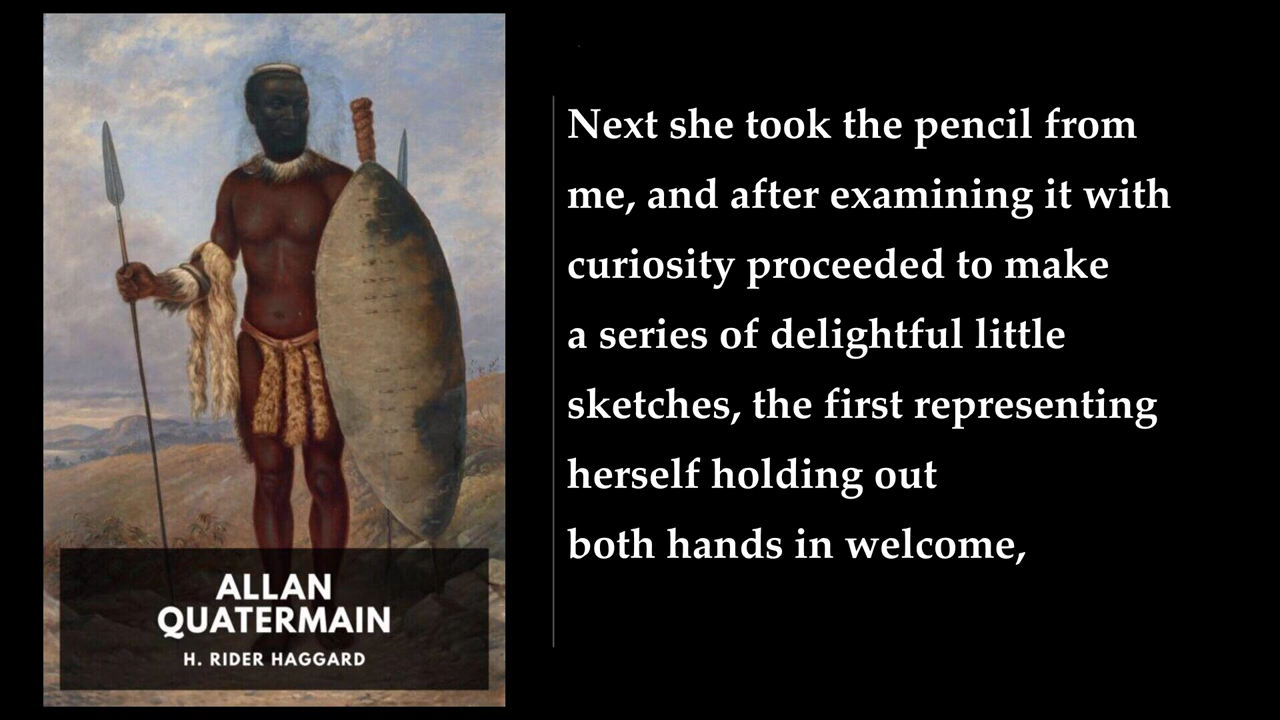 ALLAN
QUATERMAIN
H. RIDER HAGGARD
Next she took the pencil from
me, and after examining it with
curiosity proceeded to make
a series of delightful little
sketches, the first representing
herself holding out
both hands in welcome,